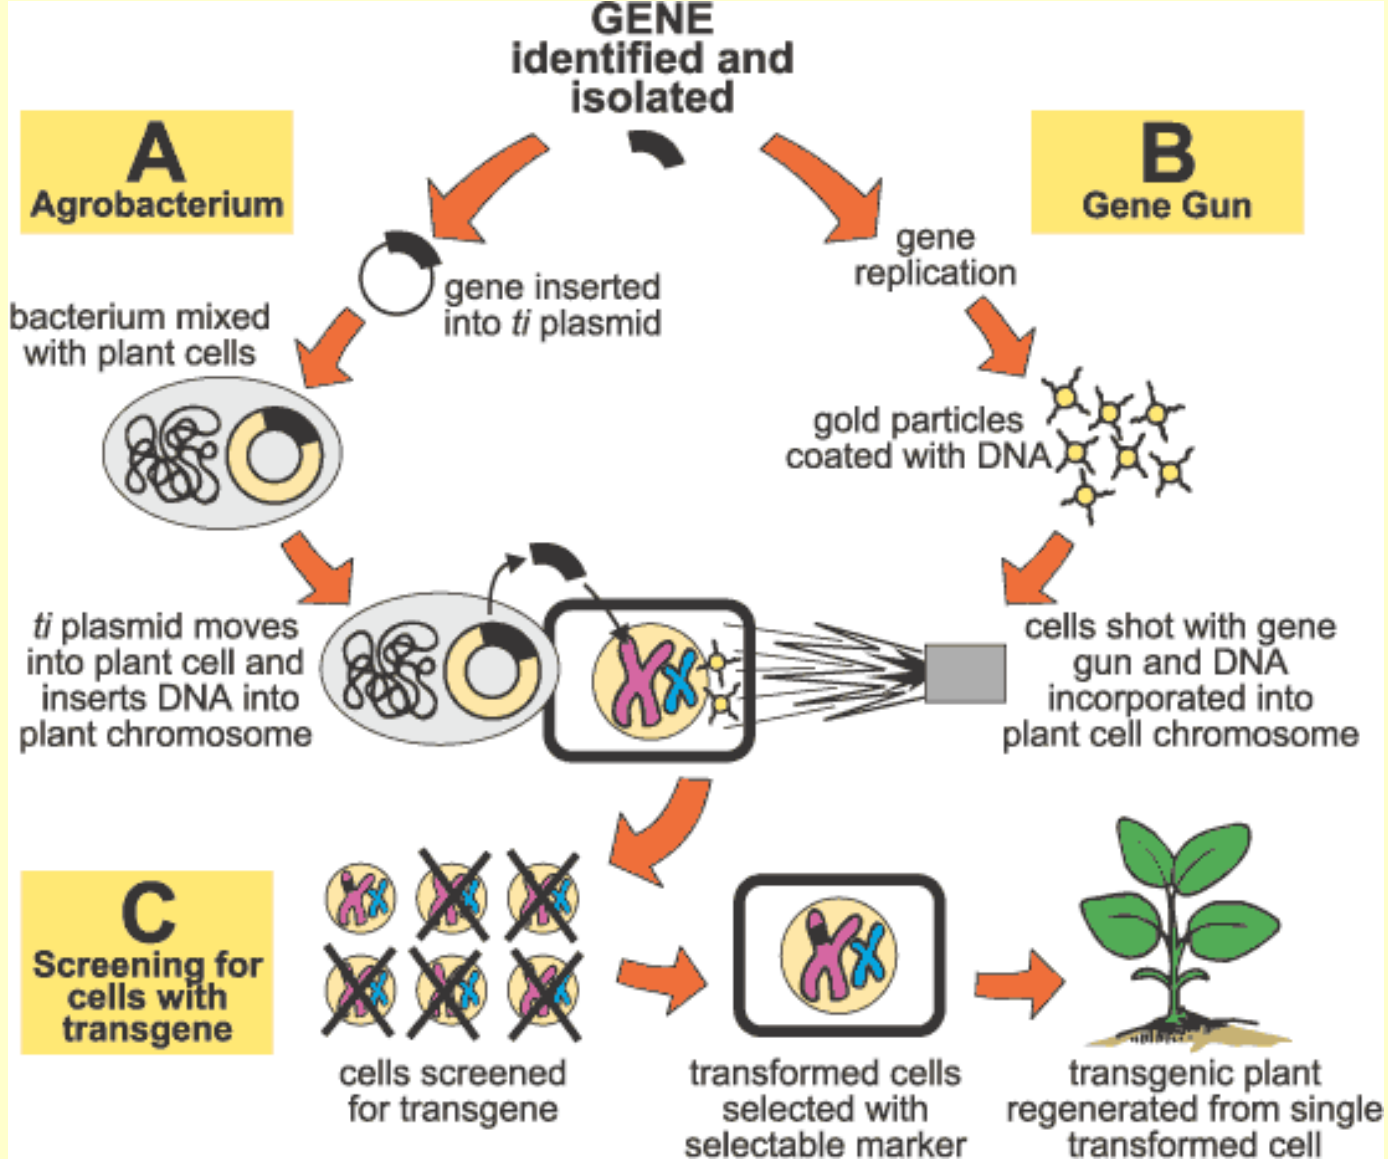 GENE
identified and
isolated
A
Agrobacterium
B
Gene Gun
gene inserted
into ti plasmid
bacterium mixed
with plant cells
ti plasmid moves
into plant cell and
inserts DNA into
plant chromosome
gene
replication
gold particles
coated with DNA
cells shot with gene
gun and DNA
incorporated into
plant cell chromosome
C
Screening for
cells with
transgene
cells screened
for transgene
transformed cells
selected with
selectable marker
transgenic plant
regenerated from single
transformed cell